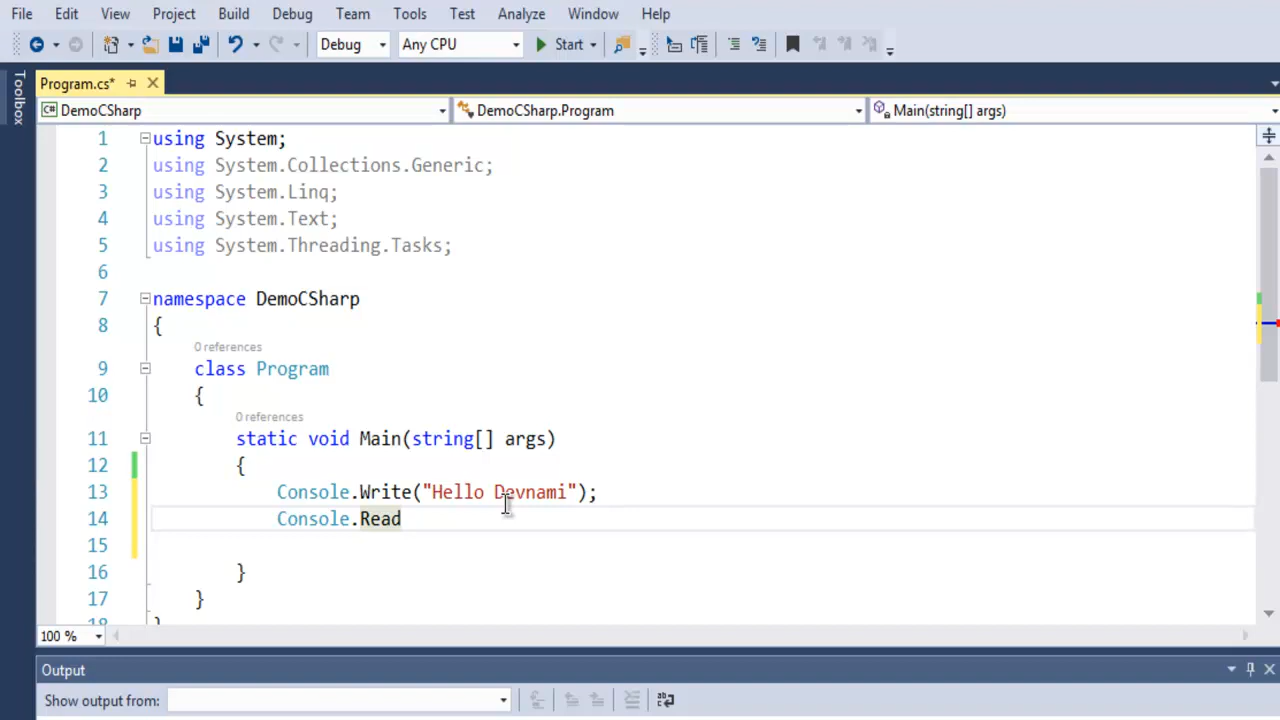 File Edit View Project Build Debug Team Tools Test Analyze Window Help
Debug Any CPU Start
Toolbox
Program.cs*
C# DemoCSharp DemoCSharp.Program Main(string[] args)
1 using System;
2 using System.Collections.Generic;
3 using System.Linq;
4 using System.Text;
5 using System.Threading.Tasks;
6
7 namespace DemoCSharp
8 {
0 references
9 class Program
10 {
0 references
11 static void Main(string[] args)
12 {
13 Console.Write("Hello Devnami");
14 Console.Read
15
16 }
17 }
18 }
100 %
Output
Show output from: